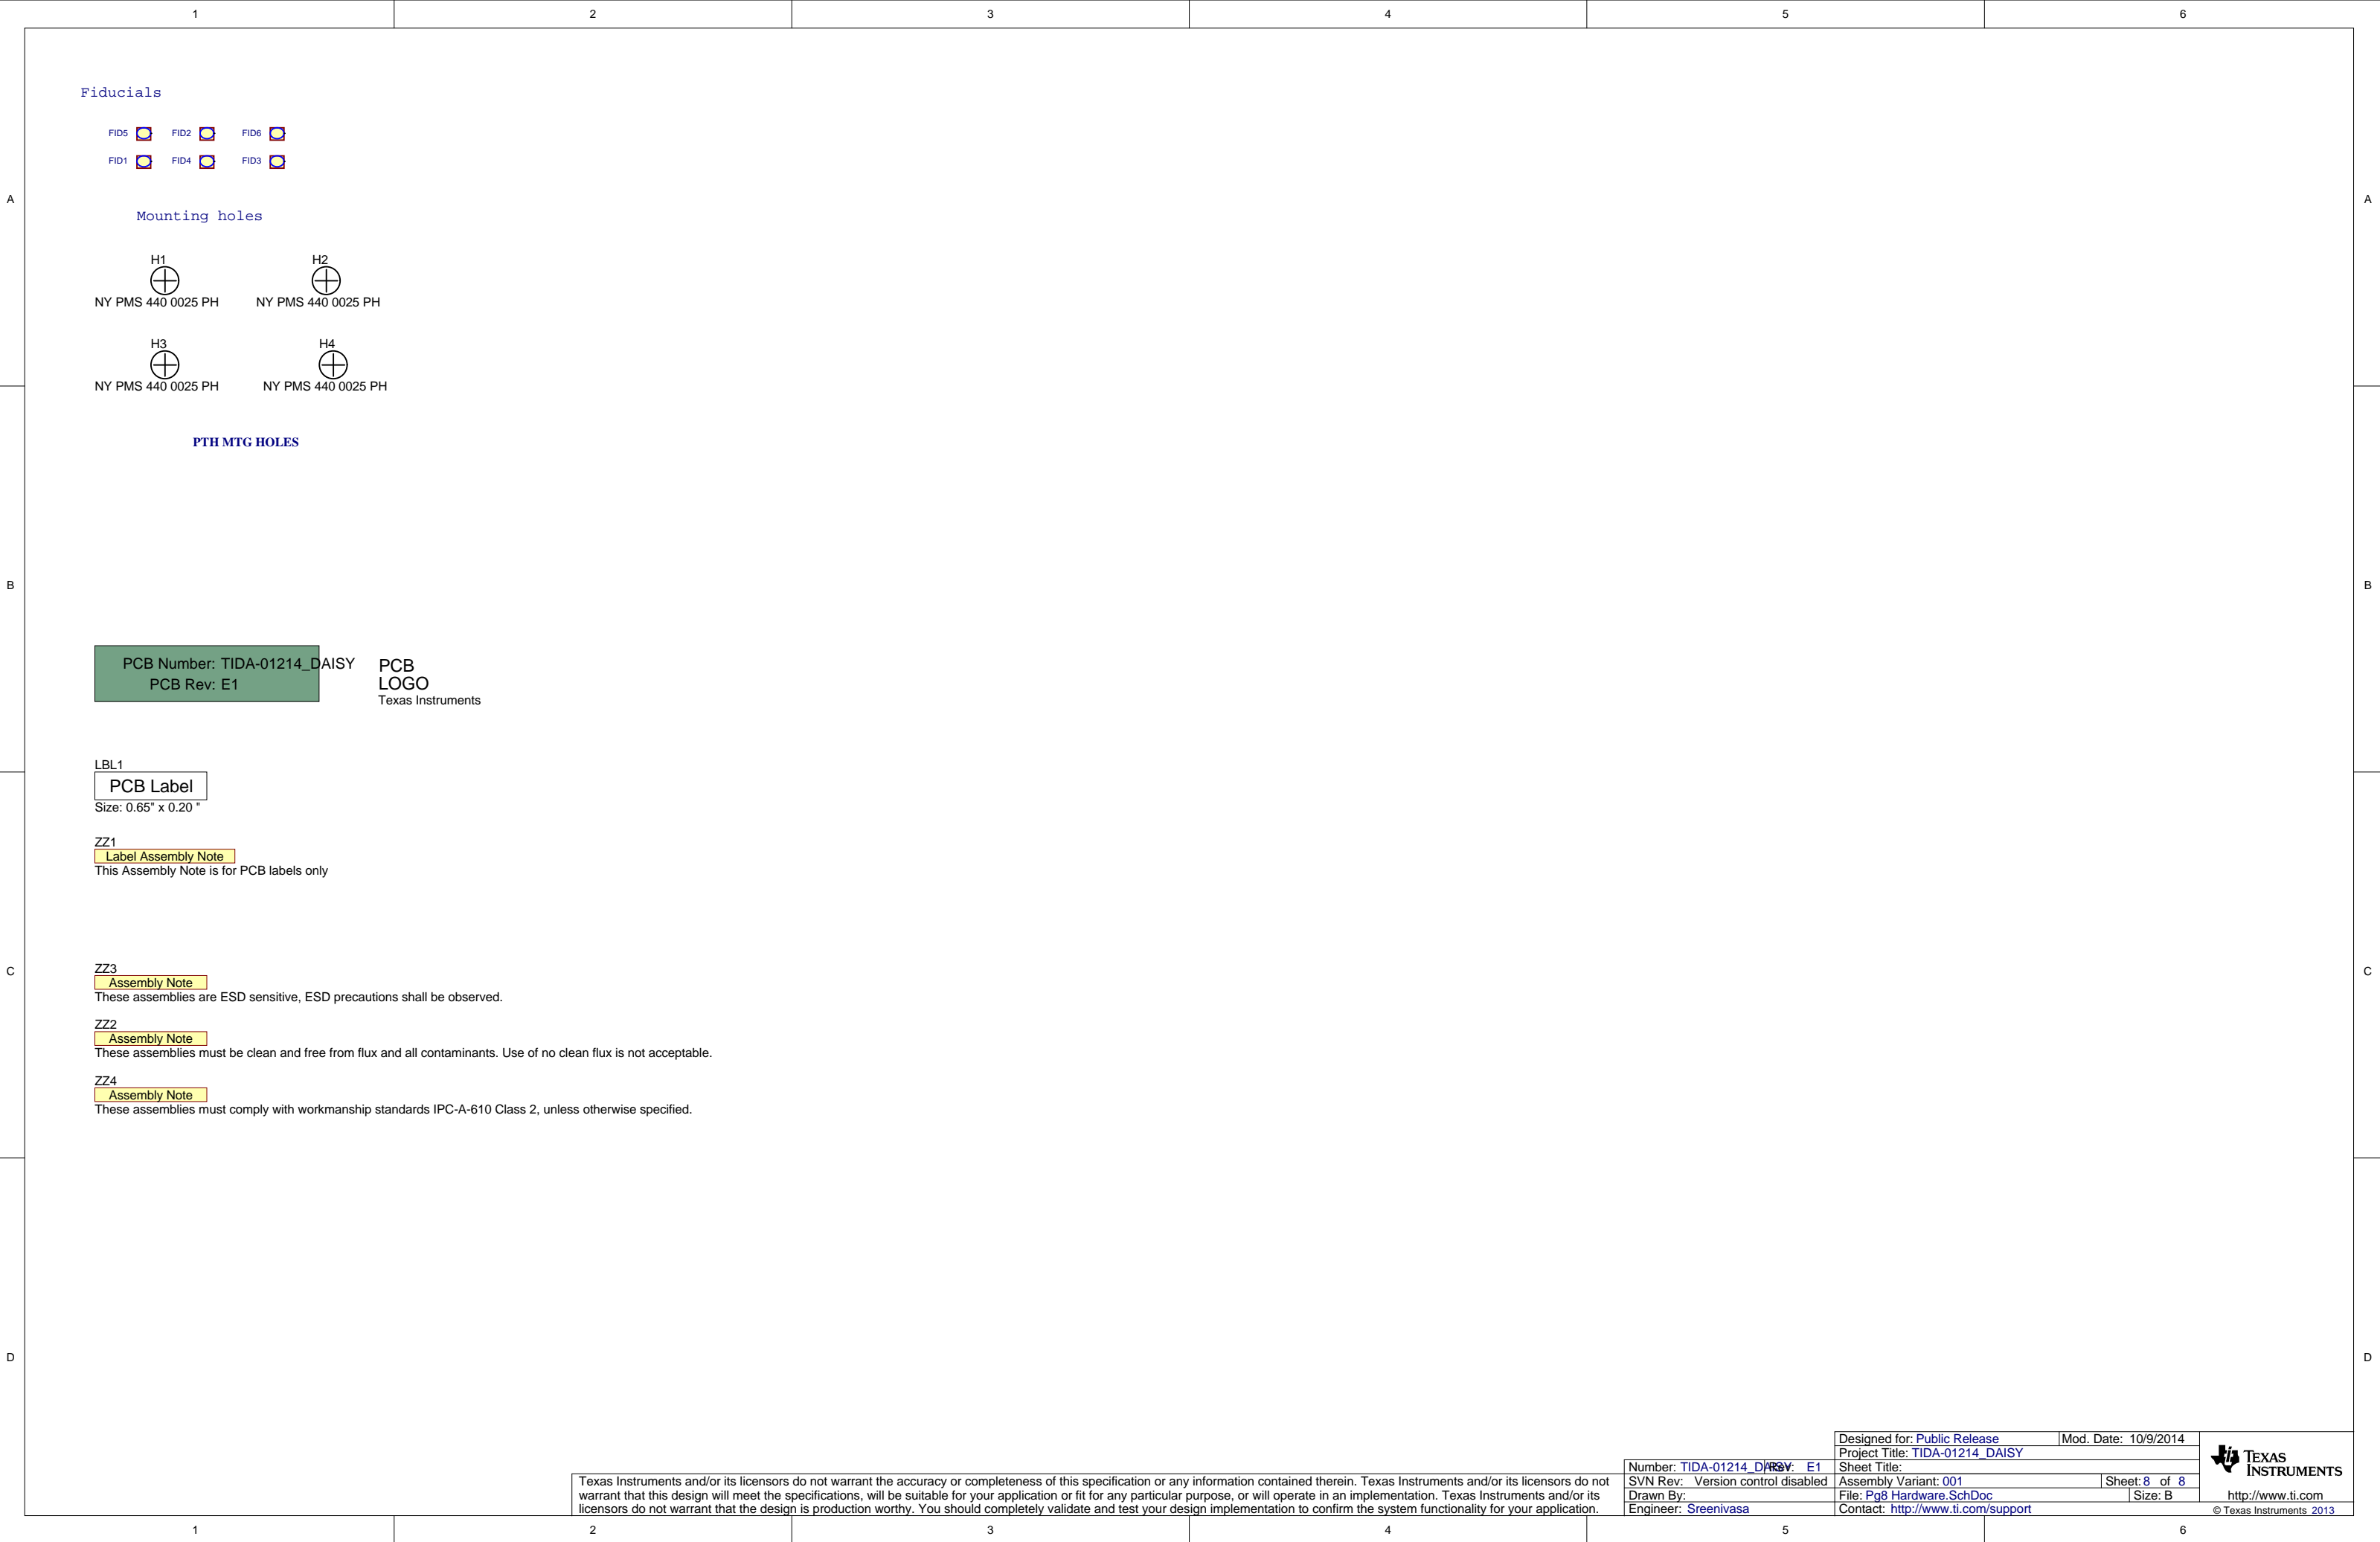 1 2 3 4 5 6
Fiducials
FID5 FID2 FID6
FID1 FID4 FID3
A A
Mounting holes
H1 H2
NY PMS 440 0025 PH NY PMS 440 0025 PH
H3 H4
NY PMS 440 0025 PH NY PMS 440 0025 PH
PTH MTG HOLES
B B
PCB Number: TIDA-01214_DAISY
PCB Rev: E1
PCB
LOGO
Texas Instruments
LBL1
PCB Label
Size: 0.65" x 0.20 "
ZZ1
Label Assembly Note
This Assembly Note is for PCB labels only
C C
ZZ3
Assembly Note
These assemblies are ESD sensitive, ESD precautions shall be observed.
ZZ2
Assembly Note
These assemblies must be clean and free from flux and all contaminants. Use of no clean flux is not acceptable.
ZZ4
Assembly Note
These assemblies must comply with workmanship standards IPC-A-610 Class 2, unless otherwise specified.
D D
Texas Instruments and/or its licensors do not warrant the accuracy or completeness of this specification or any information contained therein. Texas Instruments and/or its licensors do not
warrant that this design will meet the specifications, will be suitable for your application or fit for any particular purpose, or will operate in an implementation. Texas Instruments and/or its
licensors do not warrant that the design is production worthy. You should completely validate and test your design implementation to confirm the system functionality for your application.
Number: TIDA-01214_DAISY Rev: E1
SVN Rev: Version control disabled
Drawn By:
Engineer: Sreenivasa
Designed for: Public Release Mod. Date: 10/9/2014
Project Title: TIDA-01214_DAISY
Sheet Title:
Assembly Variant: 001 Sheet: 8 of 8
File: Pg8 Hardware.SchDoc Size: B
Contact: http://www.ti.com/support
TEXAS
INSTRUMENTS
http://www.ti.com
© Texas Instruments 2013
1 2 3 4 5 6